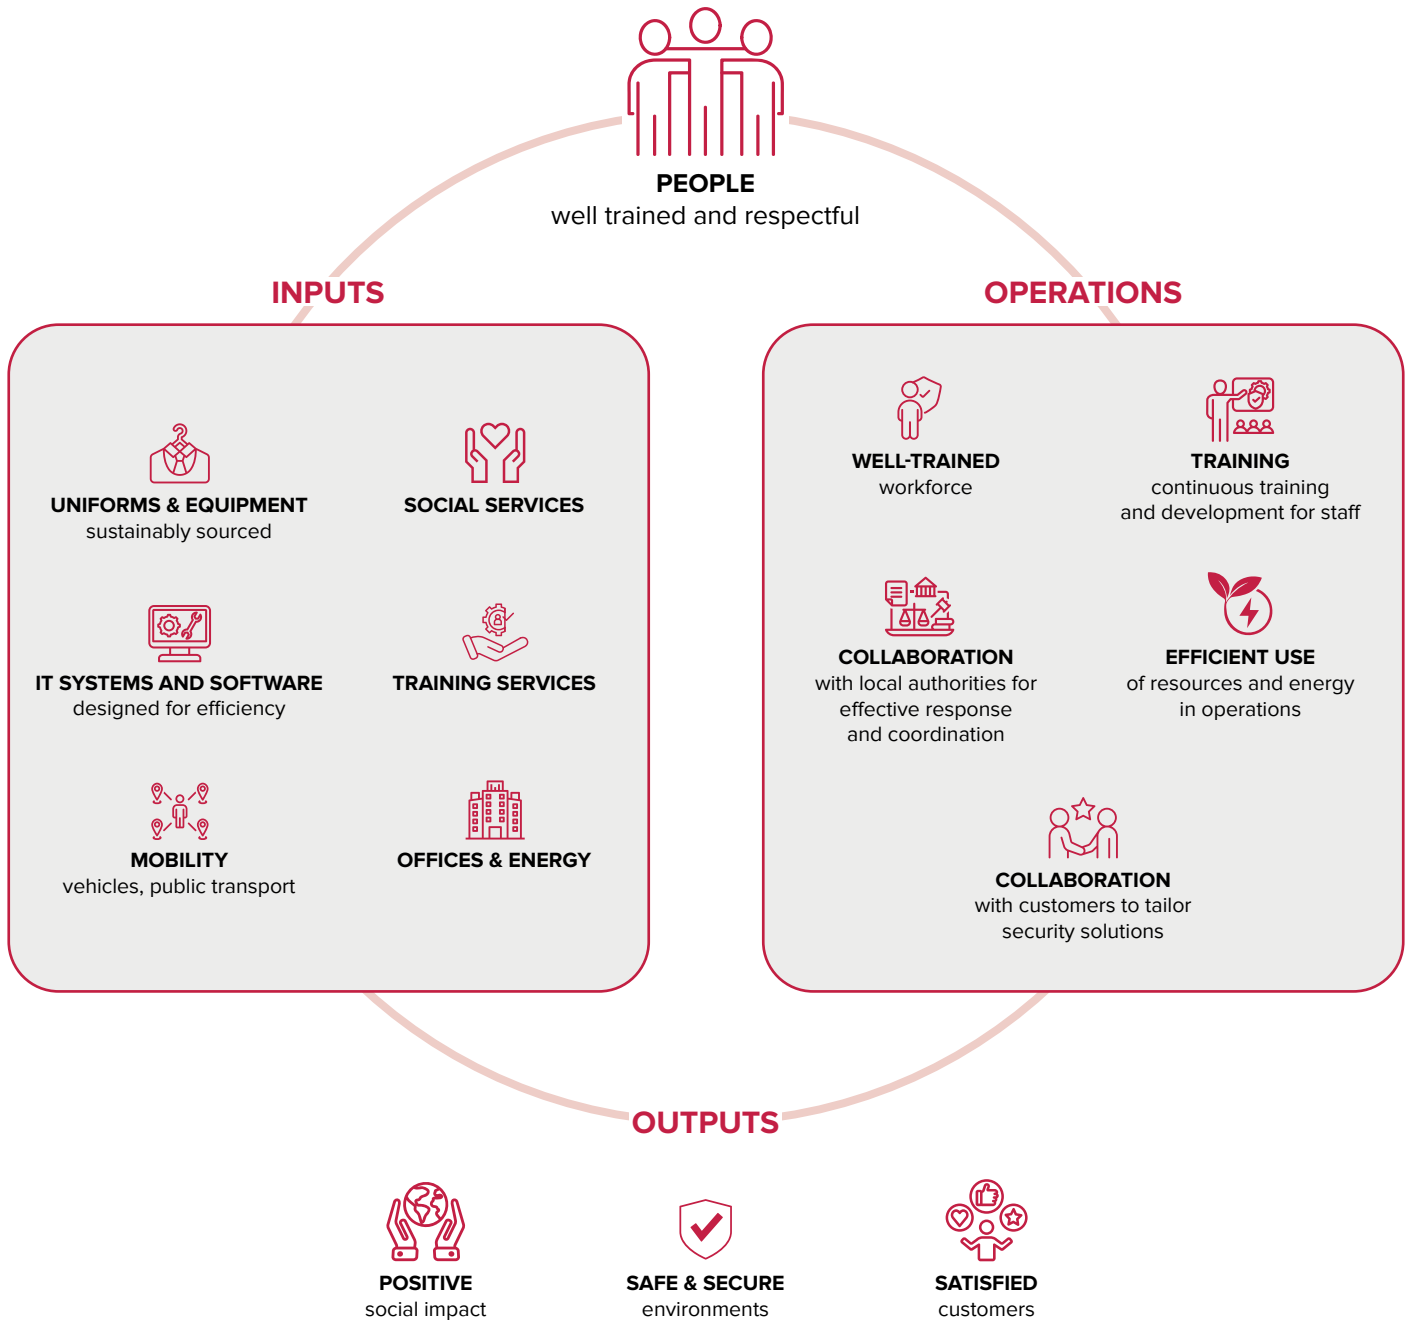 PEOPLE
well trained and respectful
INPUTS
UNIFORMS & EQUIPMENT
sustainably sourced
SOCIAL SERVICES
IT SYSTEMS AND SOFTWARE
designed for efficiency
TRAINING SERVICES
MOBILITY
vehicles, public transport
OFFICES & ENERGY
OPERATIONS
WELL-TRAINED
workforce
TRAINING
continuous training
and development for staff
COLLABORATION
with local authorities for
effective response
and coordination
EFFICIENT USE
of resources and energy
in operations
COLLABORATION
with customers to tailor
security solutions
OUTPUTS
POSITIVE
social impact
SAFE & SECURE
environments
SATISFIED
customers